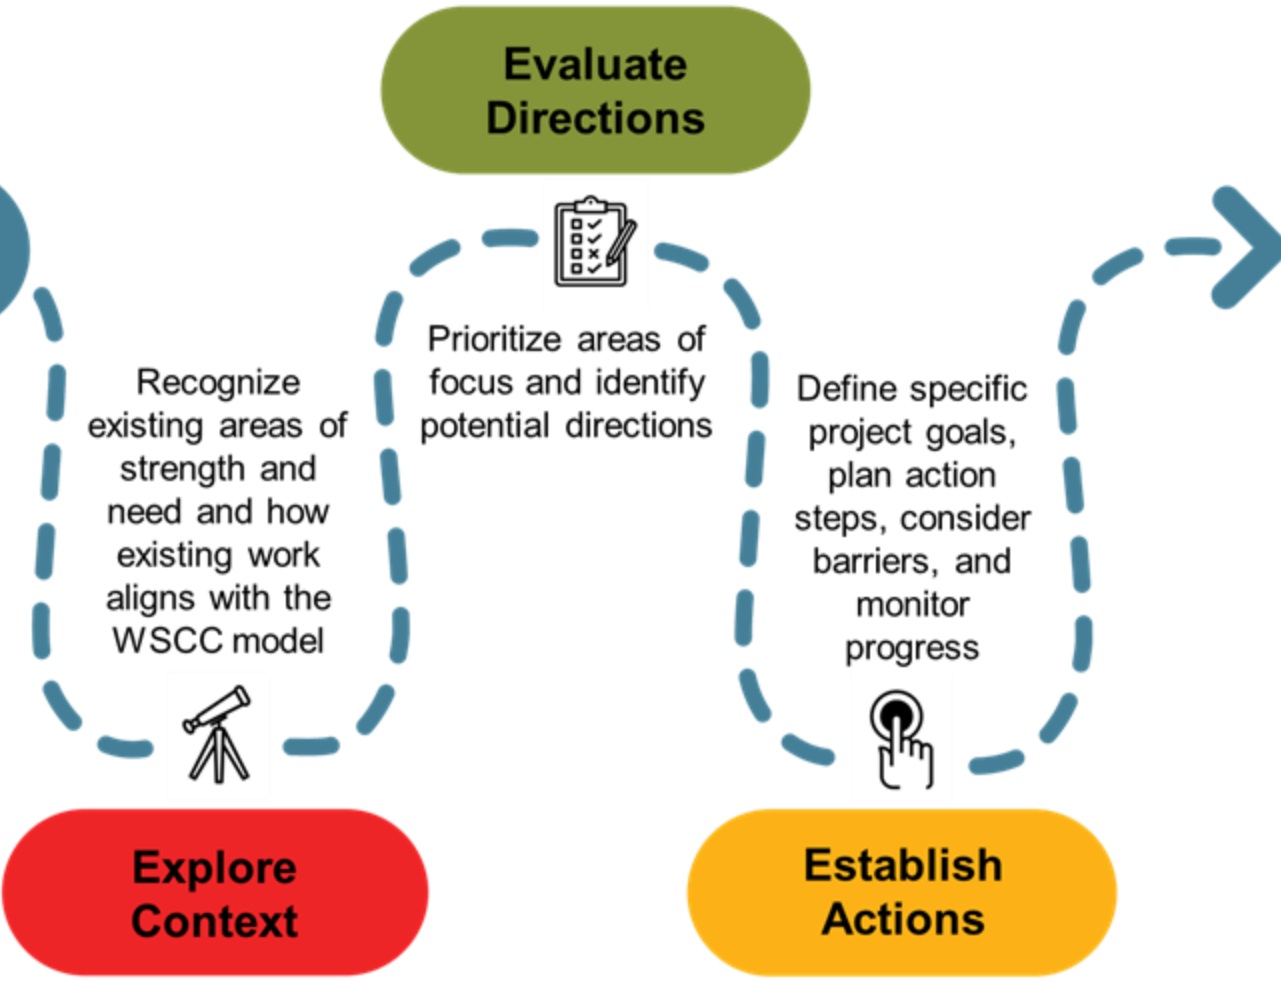 Evaluate
Directions
Prioritize areas of
focus and identify
potential directions
Recognize
existing areas of
strength and
need and how
existing work
aligns with the
WSCC model
Define specific
project goals,
plan action
steps, consider
barriers, and
monitor
progress
Explore
Context
Establish
Actions